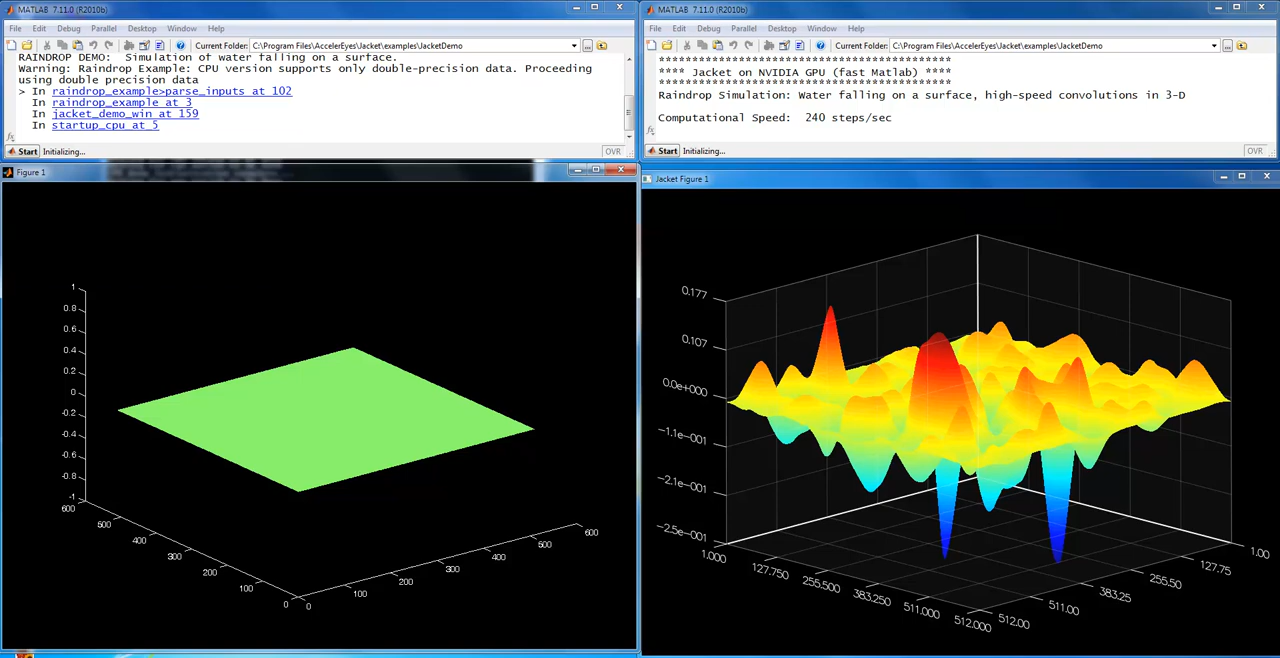 MATLAB 7.11.0 (R2010b)
File Edit Debug Parallel Desktop Window Help
Current Folder: C:\Program Files\AccelerEyes\Jacket\examples\JacketDemo
RAINDROP DEMO: Simulation of water falling on a surface.
Warning: Raindrop Example: CPU version supports only double-precision data. Proceeding
using double precision data
> In raindrop_example>parse_inputs at 102
In raindrop_example at 3
In jacket_demo_win at 159
In startup_cpu at 5
fx
Start Initializing...
OVR
Figure 1
1
0.8
0.6
0.4
0.2
0
-0.2
-0.4
-0.6
-0.8
-1
600
500
400
300
200
100
0
0
100
200
300
400
500
600
MATLAB 7.11.0 (R2010b)
File Edit Debug Parallel Desktop Window Help
Current Folder: C:\Program Files\AccelerEyes\Jacket\examples\JacketDemo
****************************************
**** Jacket on NVIDIA GPU (fast Matlab) ****
****************************************
Raindrop Simulation: Water falling on a surface, high-speed convolutions in 3-D
Computational Speed: 240 steps/sec
fx
Start Initializing...
OVR
Jacket Figure 1
0.177
0.107
0.0e+000
-1.1e-001
-2.1e-001
-2.5e-001
1.000
127.750
255.500
383.250
511.000
512.000
512.00
511.00
383.25
255.50
127.75
1.00